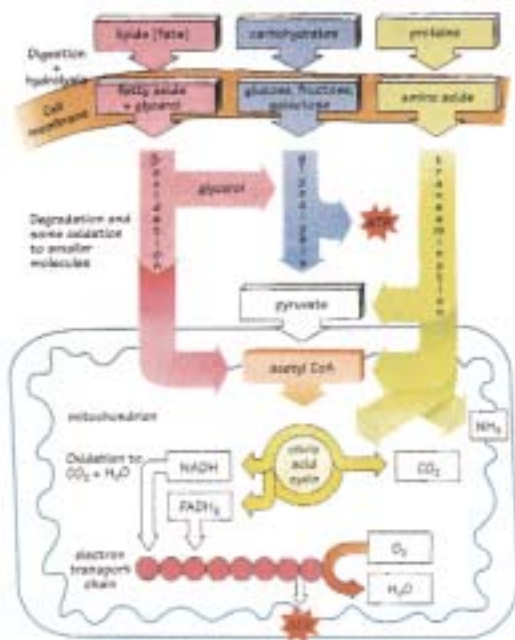 lipids (fats)
carbohydrates
proteins
Digestion
+
hydrolysis
Cell
membrane
fatty acids
+ glycerol
glucose, fructose,
galactose
amino acids
β-oxidation
glycerol
glycolysis
ATP
transamination
Degradation and
some oxidation
to smaller
molecules
pyruvate
acetyl CoA
mitochondrion
NH₃
Oxidation to
CO₂ + H₂O
NADH
citric
acid
cycle
CO₂
FADH₂
electron
transport
chain
O₂
H₂O
ATP